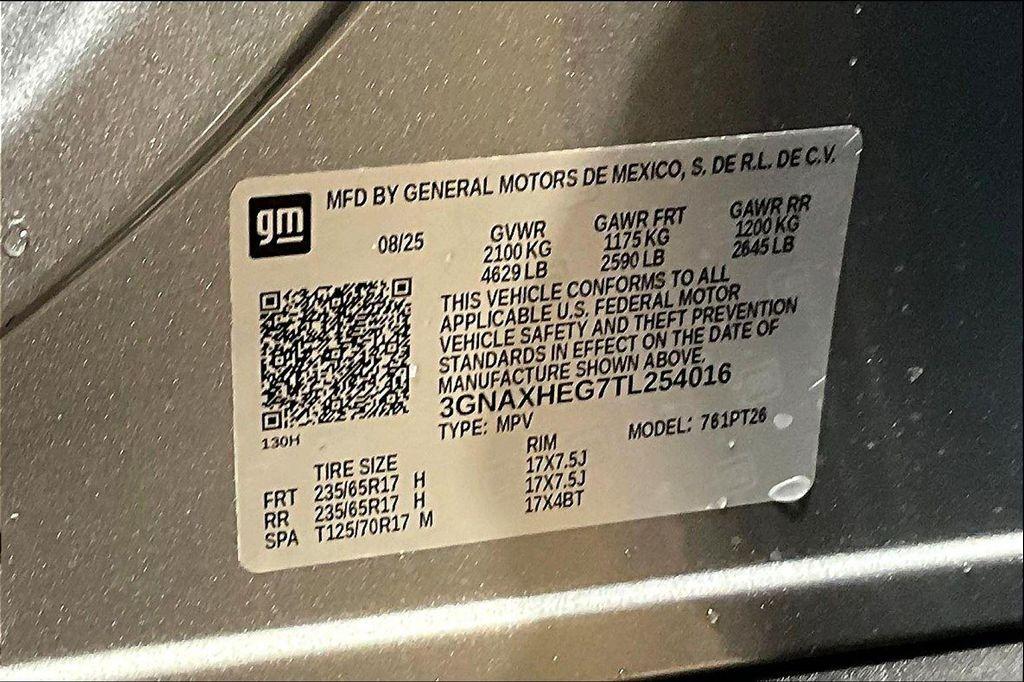 gm
MFD BY GENERAL MOTORS DE MEXICO, S. DE R.L. DE C.V.
08/25
GVWR GAWR FRT GAWR RR
2100 KG 1175 KG 1200 KG
4629 LB 2590 LB 2645 LB
THIS VEHICLE CONFORMS TO ALL
APPLICABLE U.S. FEDERAL MOTOR
VEHICLE SAFETY AND THEFT PREVENTION
STANDARDS IN EFFECT ON THE DATE OF
MANUFACTURE SHOWN ABOVE.
3GNAXHEG7TL254016
130H
TYPE: MPV MODEL: 761PT26
TIRE SIZE RIM
FRT 235/65R17 H 17X7.5J
RR 235/65R17 H 17X7.5J
SPA T125/70R17 M 17X4BT